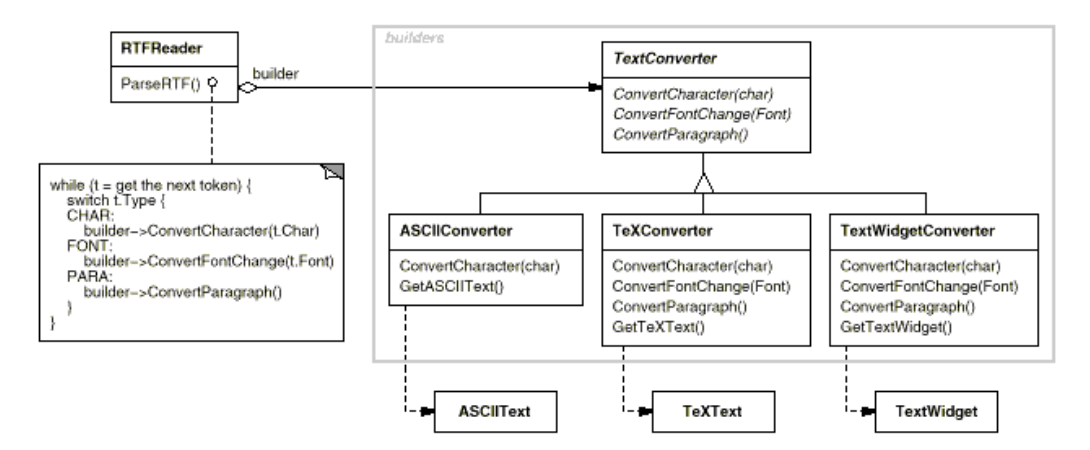 RTFReader
ParseRTF()
builder
builders
TextConverter
ConvertCharacter(char)
ConvertFontChange(Font)
ConvertParagraph()
while (t = get the next token) {
switch t.Type {
CHAR:
builder->ConvertCharacter(t.Char)
FONT:
builder->ConvertFontChange(t.Font)
PARA:
builder->ConvertParagraph()
}
}
ASCIIConverter
ConvertCharacter(char)
GetASCIIText()
TeXConverter
ConvertCharacter(char)
ConvertFontChange(Font)
ConvertParagraph()
GetTeXText()
TextWidgetConverter
ConvertCharacter(char)
ConvertFontChange(Font)
ConvertParagraph()
GetTextWidget()
ASCIIText
TeXText
TextWidget